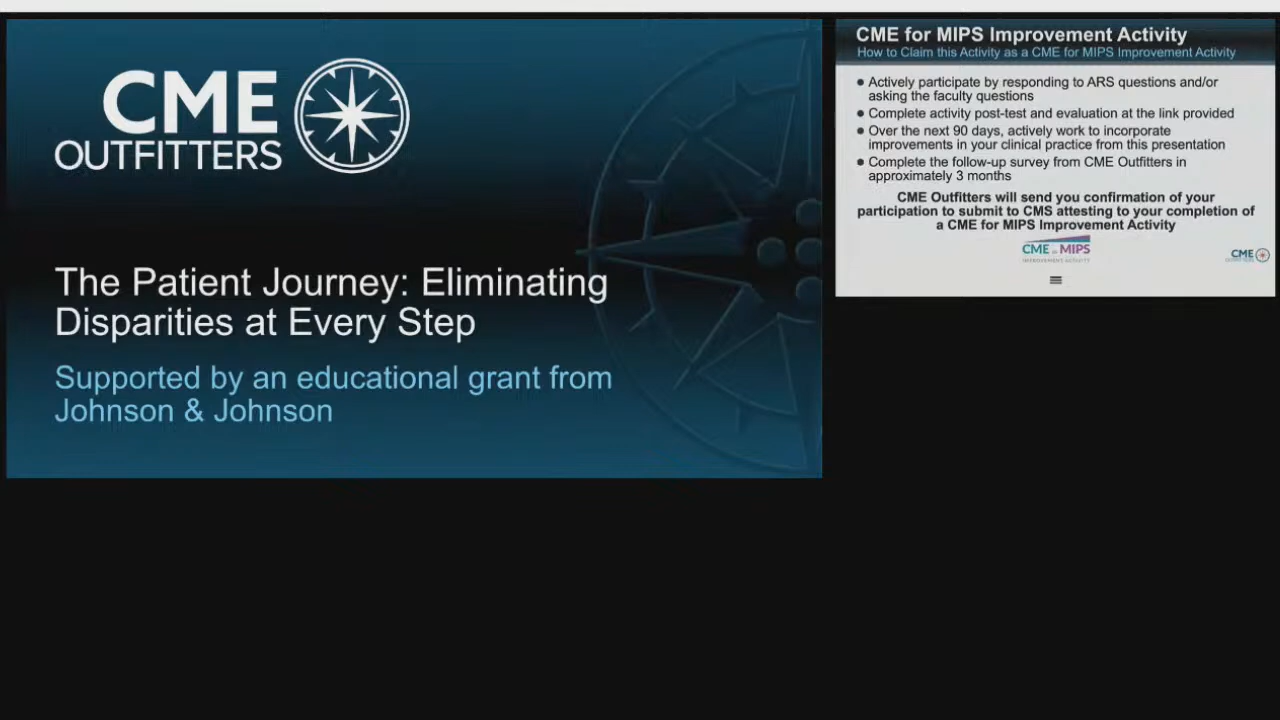 CME
OUTFITTERS
The Patient Journey: Eliminating
Disparities at Every Step
Supported by an educational grant from
Johnson & Johnson
CME for MIPS Improvement Activity
How to Claim this Activity as a CME for MIPS Improvement Activity
● Actively participate by responding to ARS questions and/or
asking the faculty questions
● Complete activity post-test and evaluation at the link provided
● Over the next 90 days, actively work to incorporate
improvements in your clinical practice from this presentation
● Complete the follow-up survey from CME Outfitters in
approximately 3 months
CME Outfitters will send you confirmation of your
participation to submit to CMS attesting to your completion of
a CME for MIPS Improvement Activity
CME for MIPS
IMPROVEMENT ACTIVITY
CME
OUTFITTERS